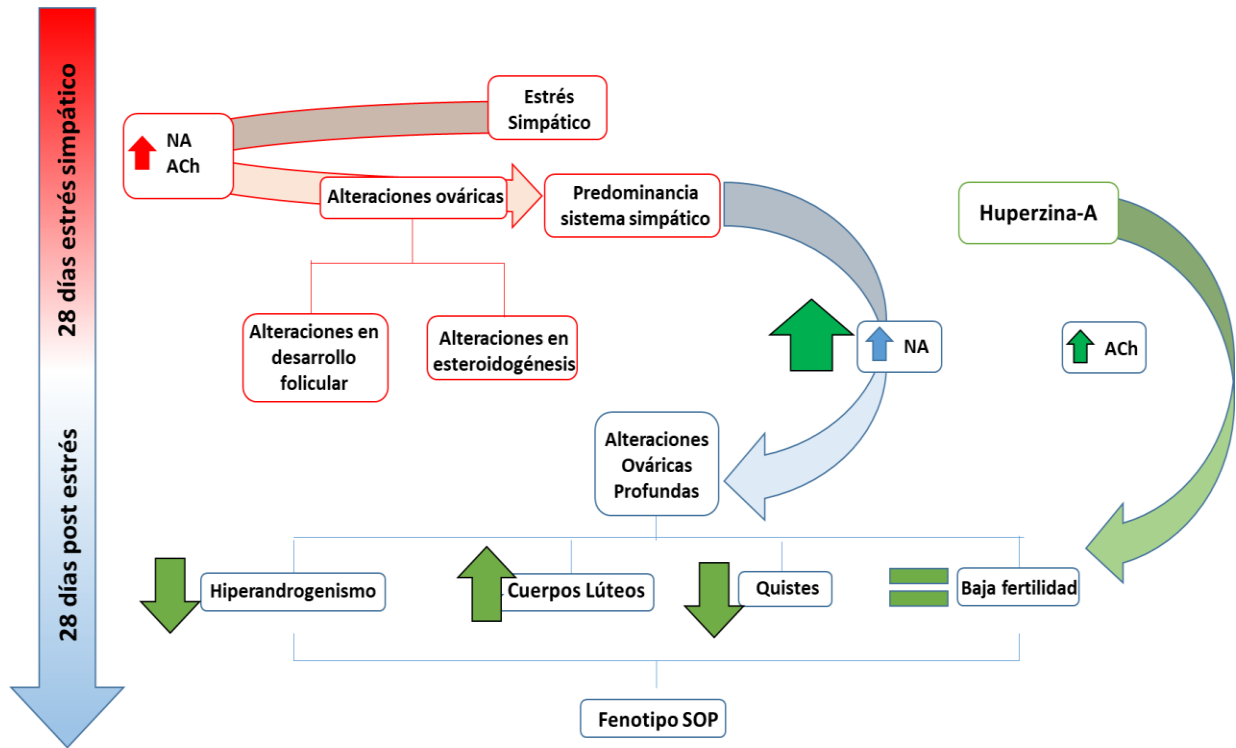 28 días estrés simpático
28 días post estrés
Estrés
Simpático
NA
ACh
Alteraciones ováricas
Predominancia
sistema simpático
Huperzina-A
Alteraciones en
desarrollo
folicular
Alteraciones en
esteroidogénesis
NA
ACh
Alteraciones
Ováricas
Profundas
Hiperandrogenismo
Cuerpos Lúteos
Quistes
Baja fertilidad
Fenotipo SOP